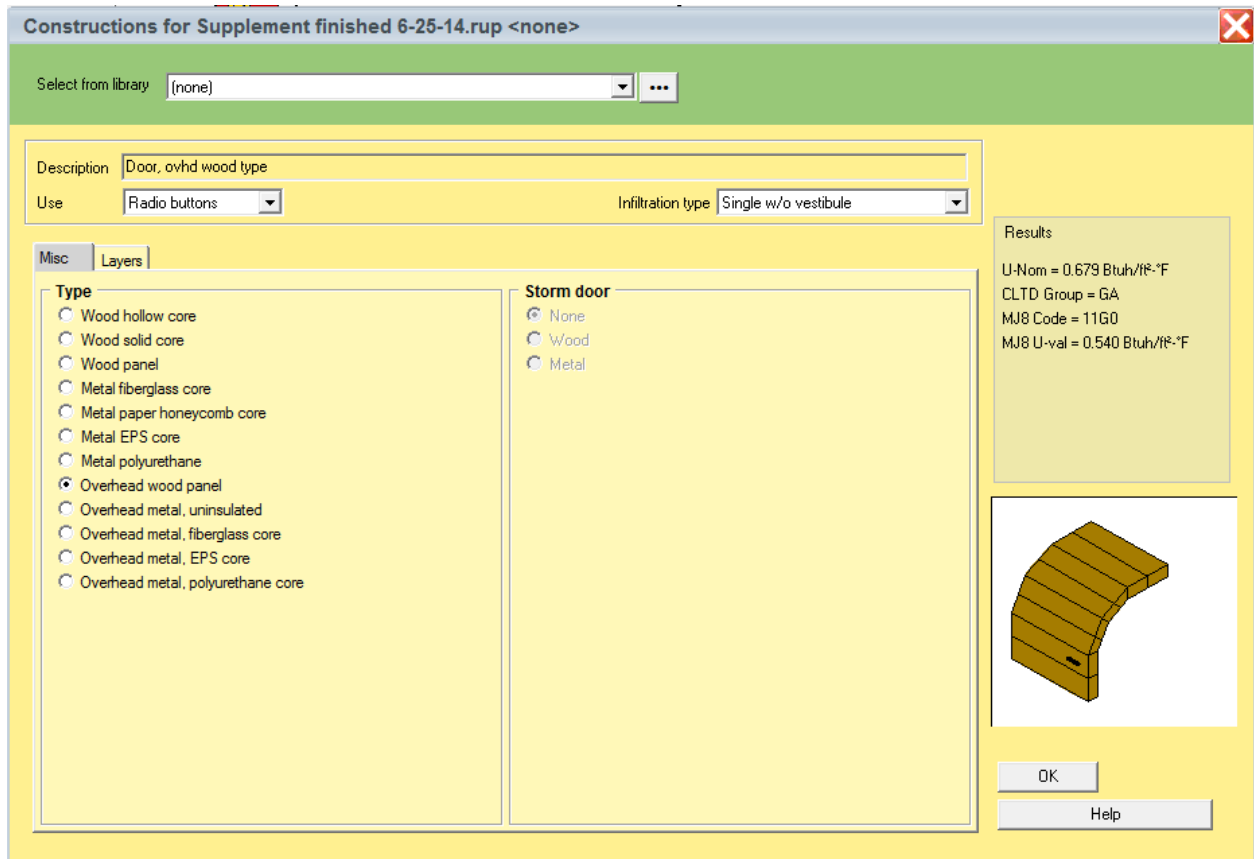 Constructions for Supplement finished 6-25-14.rup <none>
Select from library (none) ...
Description Door, ovhd wood type
Use Radio buttons Infiltration type Single w/o vestibule
Misc Layers
Type
Wood hollow core
Wood solid core
Wood panel
Metal fiberglass core
Metal paper honeycomb core
Metal EPS core
Metal polyurethane
Overhead wood panel
Overhead metal, uninsulated
Overhead metal, fiberglass core
Overhead metal, EPS core
Overhead metal, polyurethane core
Storm door
None
Wood
Metal
Results
U-Nom = 0.679 Btuh/ft²-°F
CLTD Group = GA
MJ8 Code = 11G0
MJ8 U-val = 0.540 Btuh/ft²-°F
OK
Help